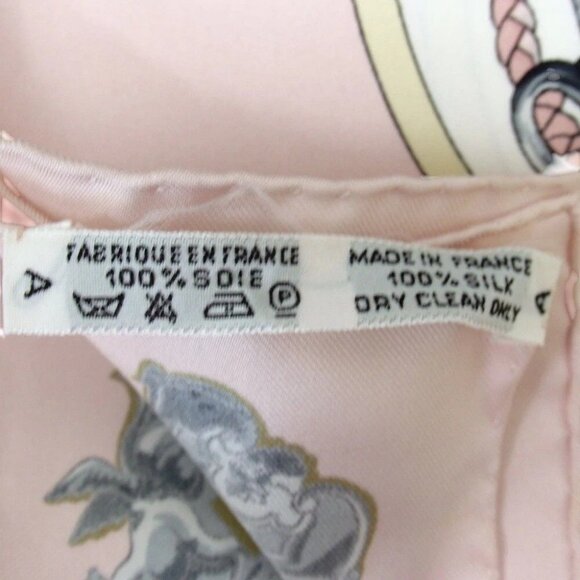 A
FABRIQUE EN FRANCE
100% SOIE
P
MADE IN FRANCE
100% SILK
DRY CLEAN ONLY
A